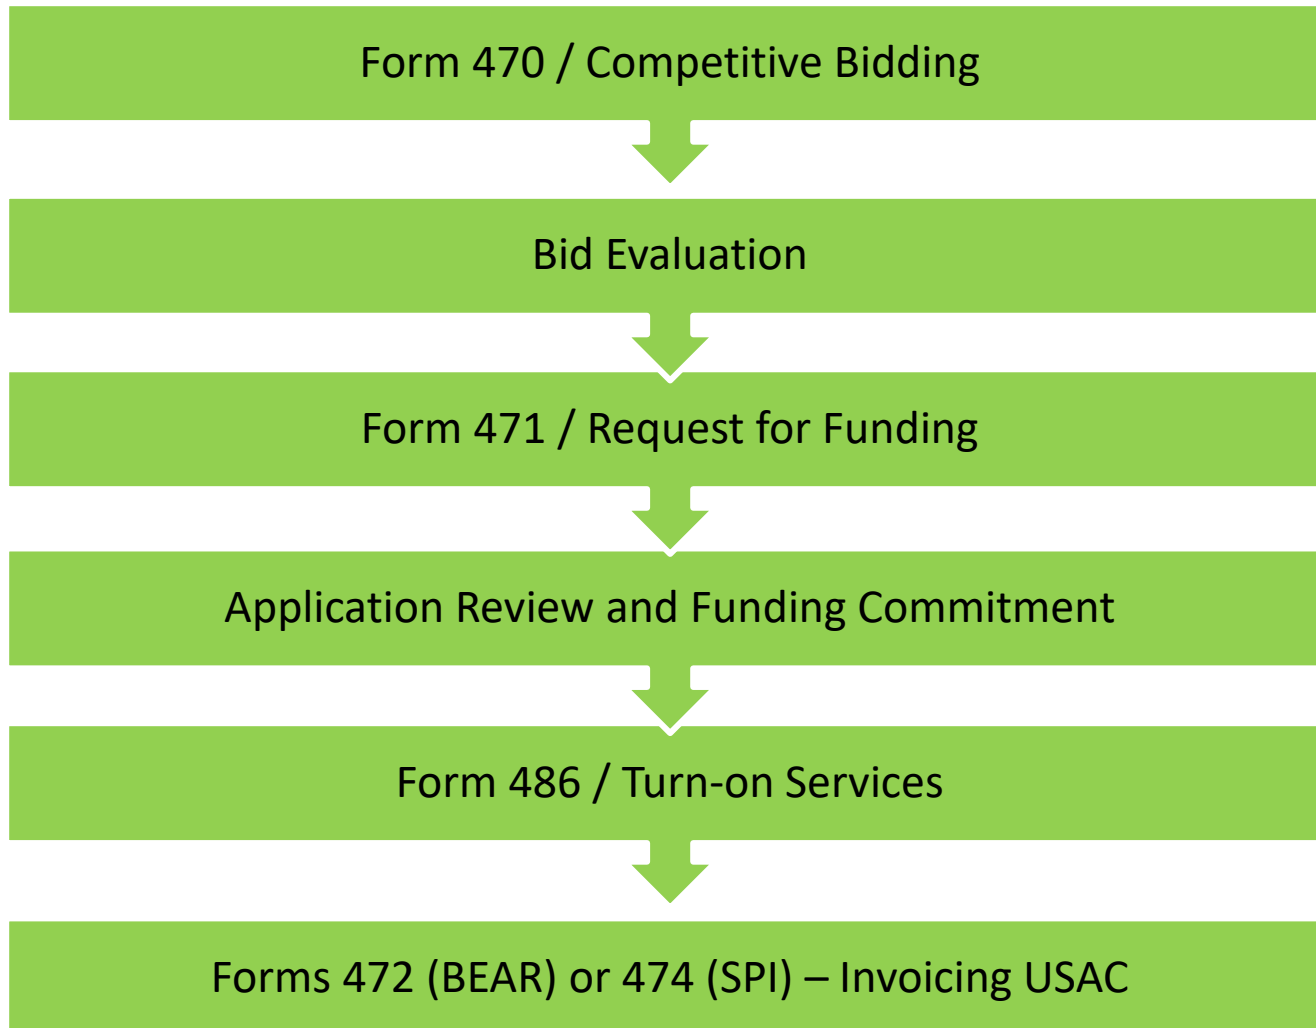 Form 470 / Competitive Bidding
Bid Evaluation
Form 471 / Request for Funding
Application Review and Funding Commitment
Form 486 / Turn-on Services
Forms 472 (BEAR) or 474 (SPI) – Invoicing USAC